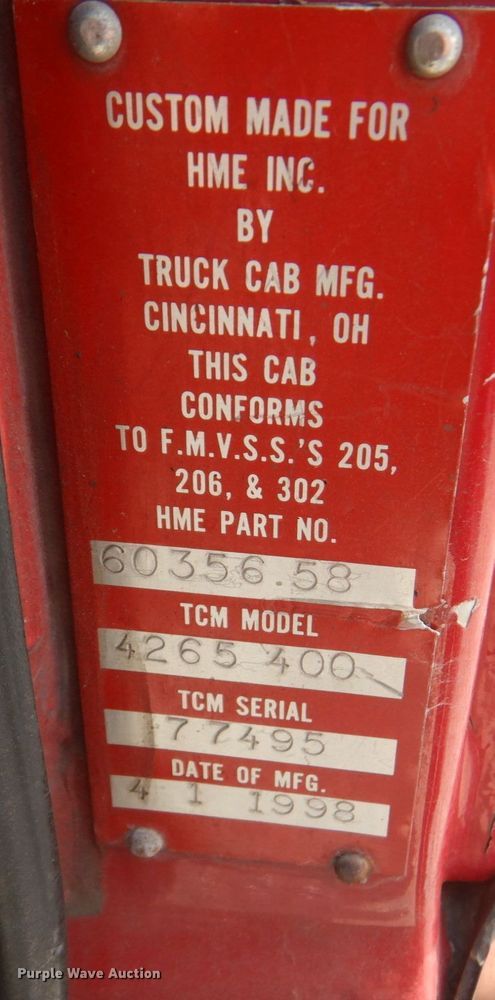 CUSTOM MADE FOR
HME INC.
BY
TRUCK CAB MFG.
CINCINNATI, OH
THIS CAB
CONFORMS
TO F.M.V.S.S.'S 205,
206, & 302
HME PART NO.
60356.58
TCM MODEL
4265 400
TCM SERIAL
77495
DATE OF MFG.
4 1 1998
Purple Wave Auction